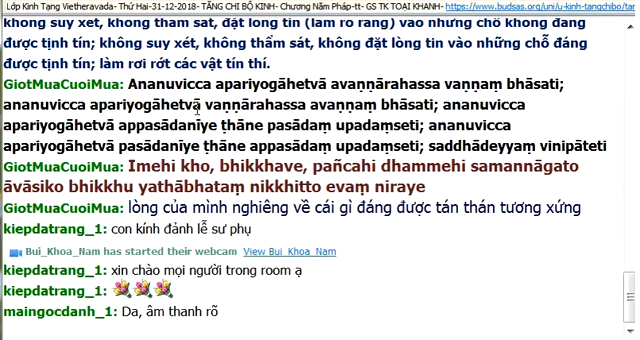 Lớp Kinh Tạng Vietheravada- Thứ Hai-31-12-2018- TĂNG CHI BỘ KINH- Chương Năm Pháp-tt- GS TK TOẠI KHANH- https://www.budsas.org/uni/u-kinh-tangchibo/tan
không suy xét, không thẩm sát, đặt lòng tin (làm rõ ràng) vào những chỗ không đáng
được tịnh tín; không suy xét, không thẩm sát, không đặt lòng tin vào những chỗ đáng
được tịnh tín; làm rơi rớt các vật tín thí.
GiotMuaCuoiMua: Ananuvicca apariyogāhetvā avaṇṇārahassa vaṇṇaṃ bhāsati;
ananuvicca apariyogāhetvā vaṇṇārahassa avaṇṇaṃ bhāsati; ananuvicca
apariyogāhetvā appasādanīye ṭhāne pasādaṃ upadaṃseti; ananuvicca
apariyogāhetvā pasādanīye ṭhāne appasādaṃ upadaṃseti; saddhādeyyaṃ vinipāteti
GiotMuaCuoiMua: Imehi kho, bhikkhave, pañcahi dhammehi samannāgato
āvāsiko bhikkhu yathābhataṃ nikkhitto evaṃ niraye
GiotMuaCuoiMua: lòng của mình nghiêng về cái gì đáng được tán thán tương xứng
kiepdatrang_1: con kính đảnh lễ sư phụ
Bui_Khoa_Nam has started their webcam View Bui_Khoa_Nam
kiepdatrang_1: xin chào mọi người trong room ạ
kiepdatrang_1:
maingocdanh_1: Da, âm thanh rõ